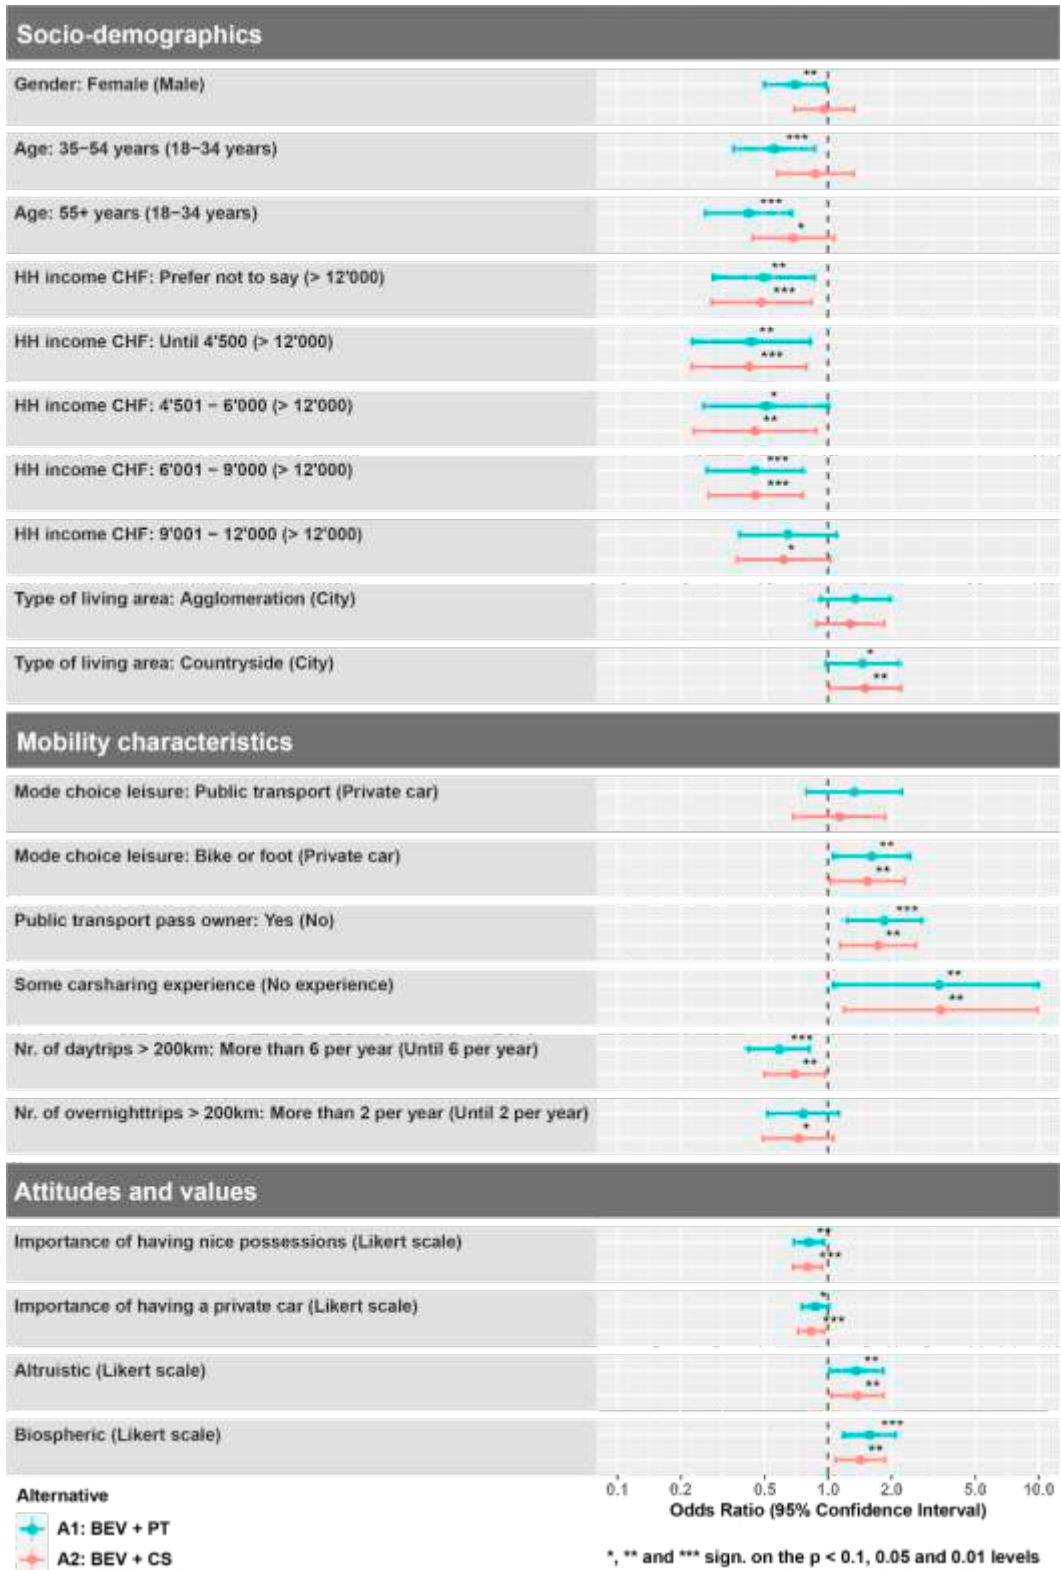 Socio-demographics
Gender: Female (Male)
**
Age: 35−54 years (18−34 years)
***
Age: 55+ years (18−34 years)
***
*
HH income CHF: Prefer not to say (> 12'000)
**
***
HH income CHF: Until 4'500 (> 12'000)
**
***
HH income CHF: 4'501 − 6'000 (> 12'000)
*
**
HH income CHF: 6'001 − 9'000 (> 12'000)
***
***
HH income CHF: 9'001 − 12'000 (> 12'000)
*
Type of living area: Agglomeration (City)
Type of living area: Countryside (City)
*
**
Mobility characteristics
Mode choice leisure: Public transport (Private car)
Mode choice leisure: Bike or foot (Private car)
**
**
Public transport pass owner: Yes (No)
***
**
Some carsharing experience (No experience)
**
**
Nr. of daytrips > 200km: More than 6 per year (Until 6 per year)
***
**
Nr. of overnighttrips > 200km: More than 2 per year (Until 2 per year)
*
Attitudes and values
Importance of having nice possessions (Likert scale)
**
***
Importance of having a private car (Likert scale)
*
***
Altruistic (Likert scale)
**
**
Biospheric (Likert scale)
***
**
0.1 0.2 0.5 1.0 2.0 5.0 10.0
Odds Ratio (95% Confidence Interval)
Alternative
A1: BEV + PT
A2: BEV + CS
*, ** and *** sign. on the p < 0.1, 0.05 and 0.01 levels